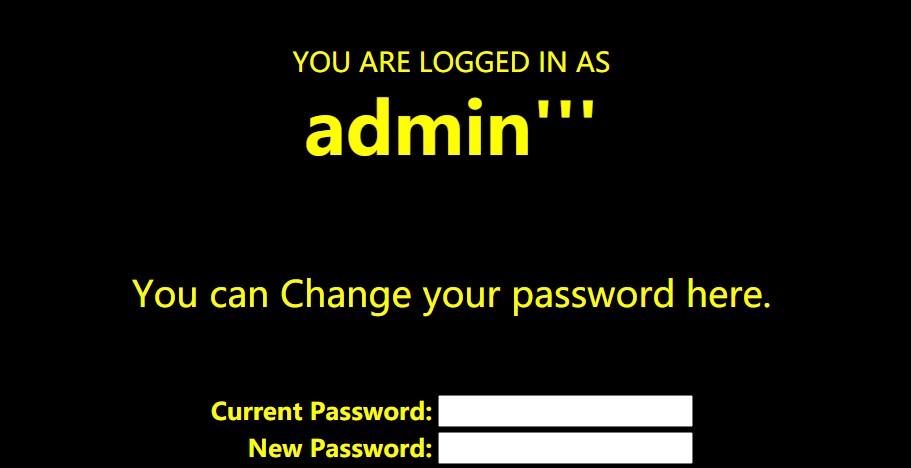 YOU ARE LOGGED IN AS
admin'''
You can Change your password here.
Current Password:
New Password: